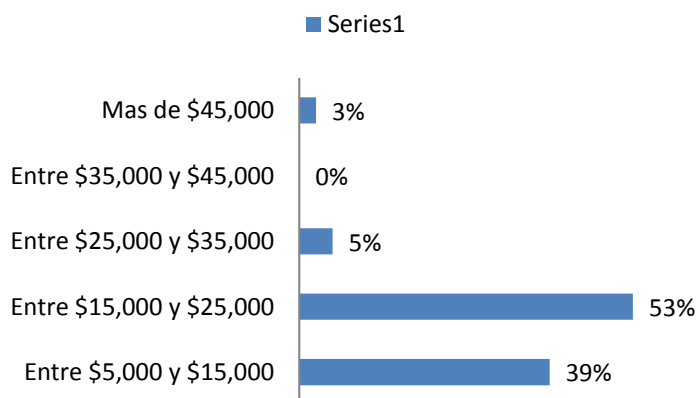 Series1
Mas de $45,000 3%
Entre $35,000 y $45,000 0%
Entre $25,000 y $35,000 5%
Entre $15,000 y $25,000 53%
Entre $5,000 y $15,000 39%